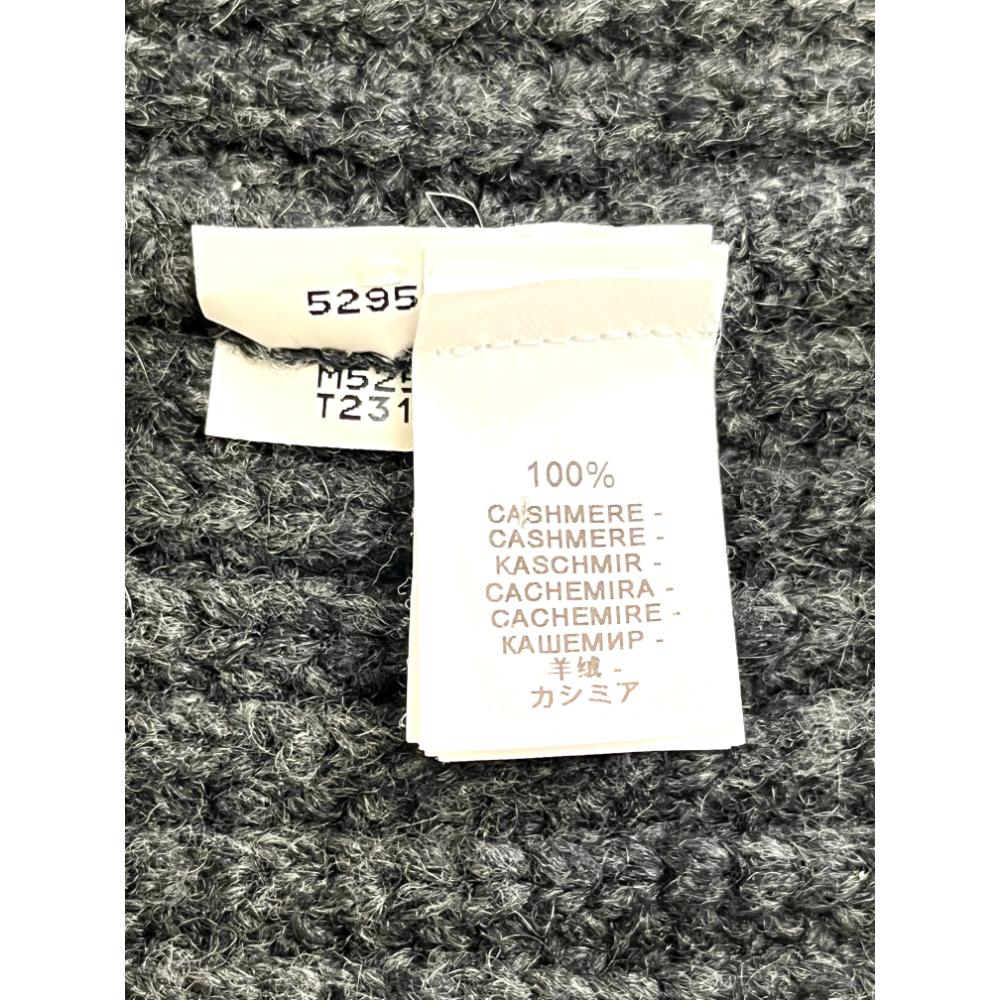 5295
M525
T231
100%
CASHMERE -
CASHMERE -
KASCHMIR -
CACHEMIRA -
CACHEMIRE -
КАШЕМИР -
羊绒 -
カシミア